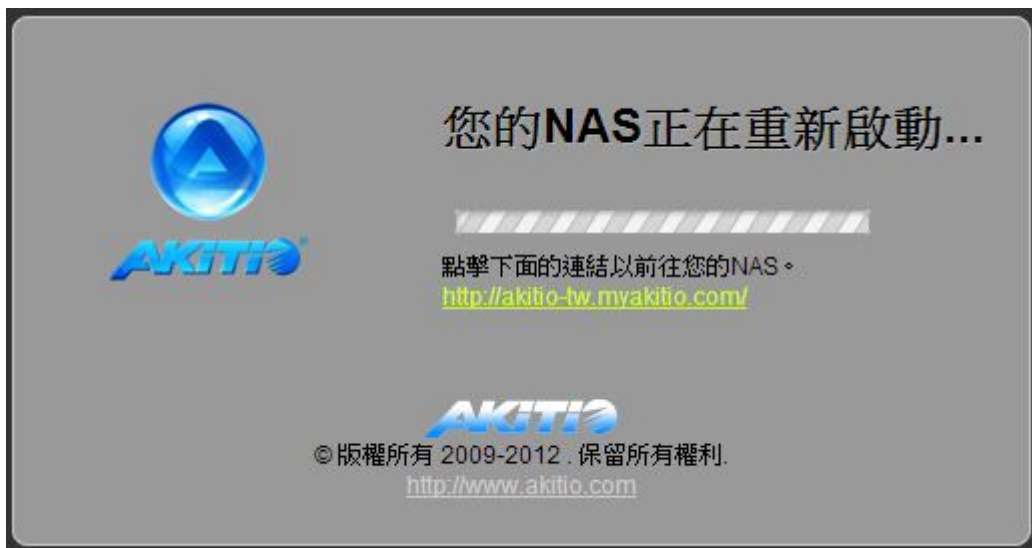 您的NAS正在重新啟動...
AKiTiO
點擊下面的連結以前往您的NAS。
http://akitio-tw.myakitio.com/
AKiTiO
©版權所有 2009-2012 . 保留所有權利.
http://www.akitio.com